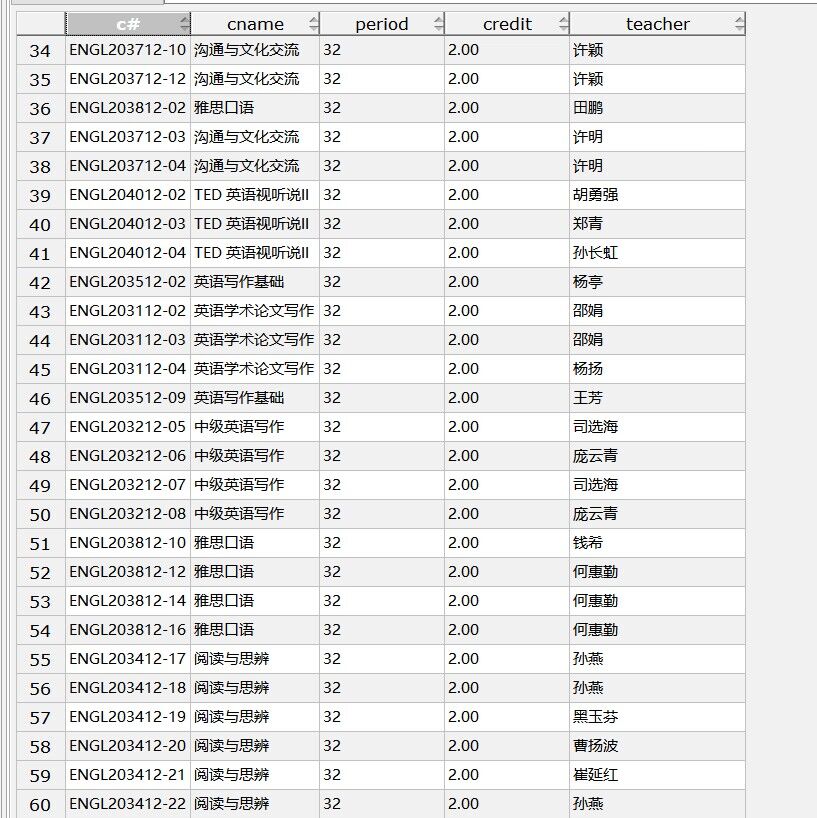 c# cname period credit teacher
34 ENGL203712-10 沟通与文化交流 32 2.00 许颖
35 ENGL203712-12 沟通与文化交流 32 2.00 许颖
36 ENGL203812-02 雅思口语 32 2.00 田鹏
37 ENGL203712-03 沟通与文化交流 32 2.00 许明
38 ENGL203712-04 沟通与文化交流 32 2.00 许明
39 ENGL204012-02 TED 英语视听说II 32 2.00 胡勇强
40 ENGL204012-03 TED 英语视听说II 32 2.00 郑青
41 ENGL204012-04 TED 英语视听说II 32 2.00 孙长虹
42 ENGL203512-02 英语写作基础 32 2.00 杨亭
43 ENGL203112-02 英语学术论文写作 32 2.00 邵娟
44 ENGL203112-03 英语学术论文写作 32 2.00 邵娟
45 ENGL203112-04 英语学术论文写作 32 2.00 杨扬
46 ENGL203512-09 英语写作基础 32 2.00 王芳
47 ENGL203212-05 中级英语写作 32 2.00 司选海
48 ENGL203212-06 中级英语写作 32 2.00 庞云青
49 ENGL203212-07 中级英语写作 32 2.00 司选海
50 ENGL203212-08 中级英语写作 32 2.00 庞云青
51 ENGL203812-10 雅思口语 32 2.00 钱希
52 ENGL203812-12 雅思口语 32 2.00 何惠勤
53 ENGL203812-14 雅思口语 32 2.00 何惠勤
54 ENGL203812-16 雅思口语 32 2.00 何惠勤
55 ENGL203412-17 阅读与思辨 32 2.00 孙燕
56 ENGL203412-18 阅读与思辨 32 2.00 孙燕
57 ENGL203412-19 阅读与思辨 32 2.00 黑玉芬
58 ENGL203412-20 阅读与思辨 32 2.00 曹扬波
59 ENGL203412-21 阅读与思辨 32 2.00 崔延红
60 ENGL203412-22 阅读与思辨 32 2.00 孙燕